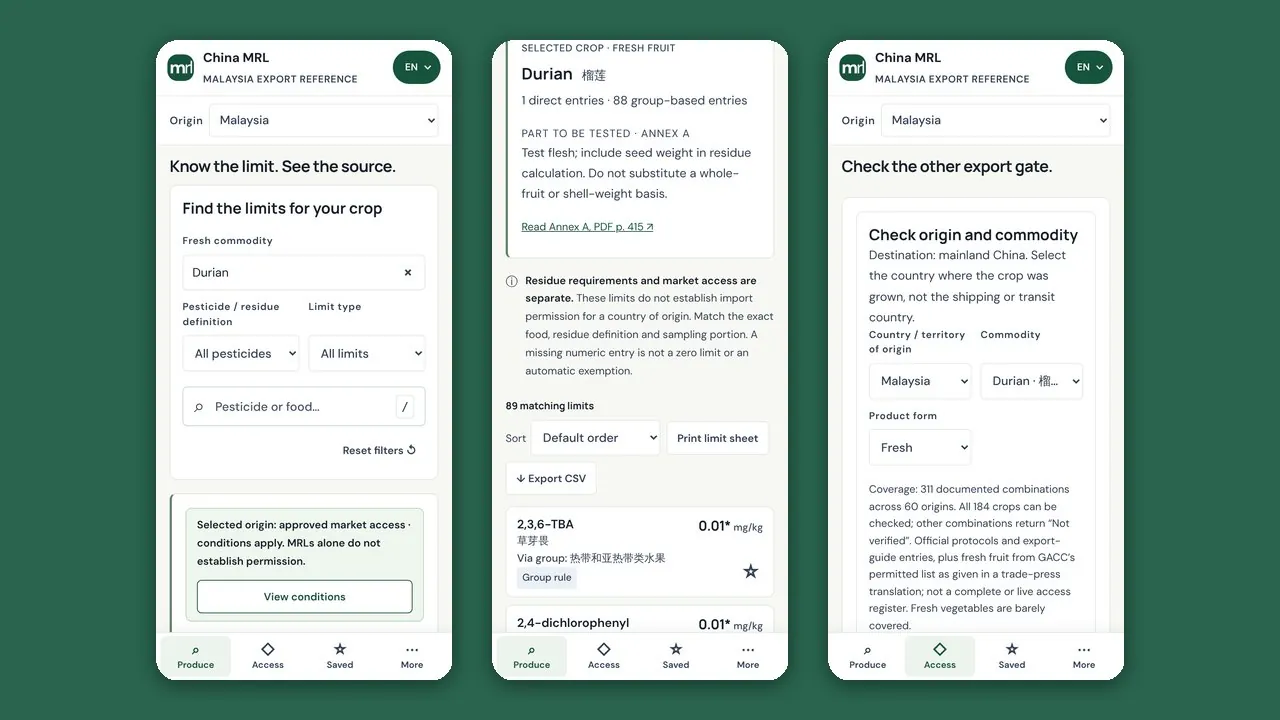 mrl
China MRL
MALAYSIA EXPORT REFERENCE
EN
Origin
Malaysia
Know the limit. See the source.
Find the limits for your crop
Fresh commodity
Durian
×
Pesticide / residue
definition
Limit type
All pesticides
All limits
⌕ Pesticide or food... /
Reset filters ↺
Selected origin: approved market access ·
conditions apply. MRLs alone do not
establish permission.
View conditions
Produce
Access
Saved
More
SELECTED CROP · FRESH FRUIT
Durian 榴莲
1 direct entries · 88 group-based entries
PART TO BE TESTED · ANNEX A
Test flesh; include seed weight in residue
calculation. Do not substitute a whole-
fruit or shell-weight basis.
Read Annex A, PDF p. 415 ↗
ⓘ Residue requirements and market access are
separate. These limits do not establish import
permission for a country of origin. Match the exact
food, residue definition and sampling portion. A
missing numeric entry is not a zero limit or an
automatic exemption.
89 matching limits
Sort
Default order
Print limit sheet
↓ Export CSV
2,3,6-TBA
0.01* mg/kg
草芽畏
Via group: 热带和亚热带类水果
Group rule
2,4-dichlorophenyl
0.01* mg/kg
Produce
Access
Saved
More
mrl
China MRL
MALAYSIA EXPORT REFERENCE
EN
Origin
Malaysia
Check the other export gate.
Check origin and commodity
Destination: mainland China. Select
the country where the crop was
grown, not the shipping or transit
country.
Country / territory
of origin
Commodity
Malaysia
Durian · 榴...
Product form
Fresh
Coverage: 311 documented combinations
across 60 origins. All 184 crops can be
checked; other combinations return “Not
verified”. Official protocols and export-
guide entries, plus fresh fruit from GACC’s
permitted list as given in a trade-press
translation; not a complete or live access
register. Fresh vegetables are barely
covered.
Produce
Access
Saved
More